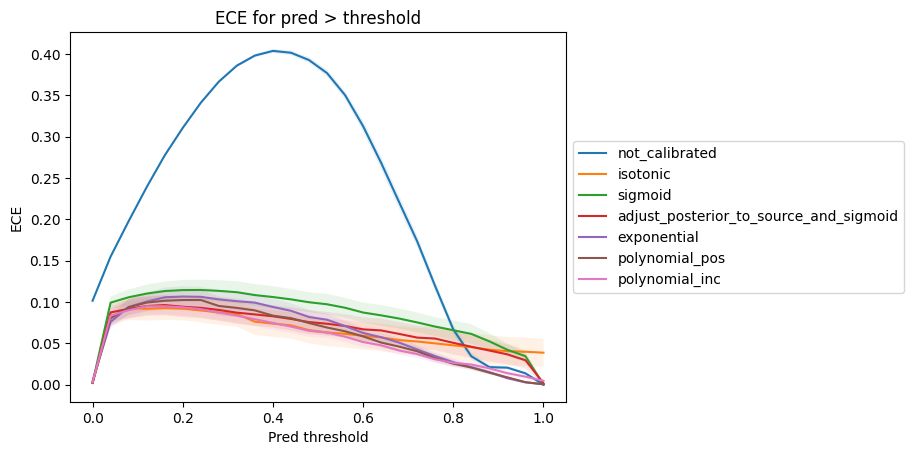 ECE for pred > threshold
ECE
0.40
0.35
0.30
0.25
0.20
0.15
0.10
0.05
0.00
0.0 0.2 0.4 0.6 0.8 1.0
Pred threshold
not_calibrated
isotonic
sigmoid
adjust_posterior_to_source_and_sigmoid
exponential
polynomial_pos
polynomial_inc